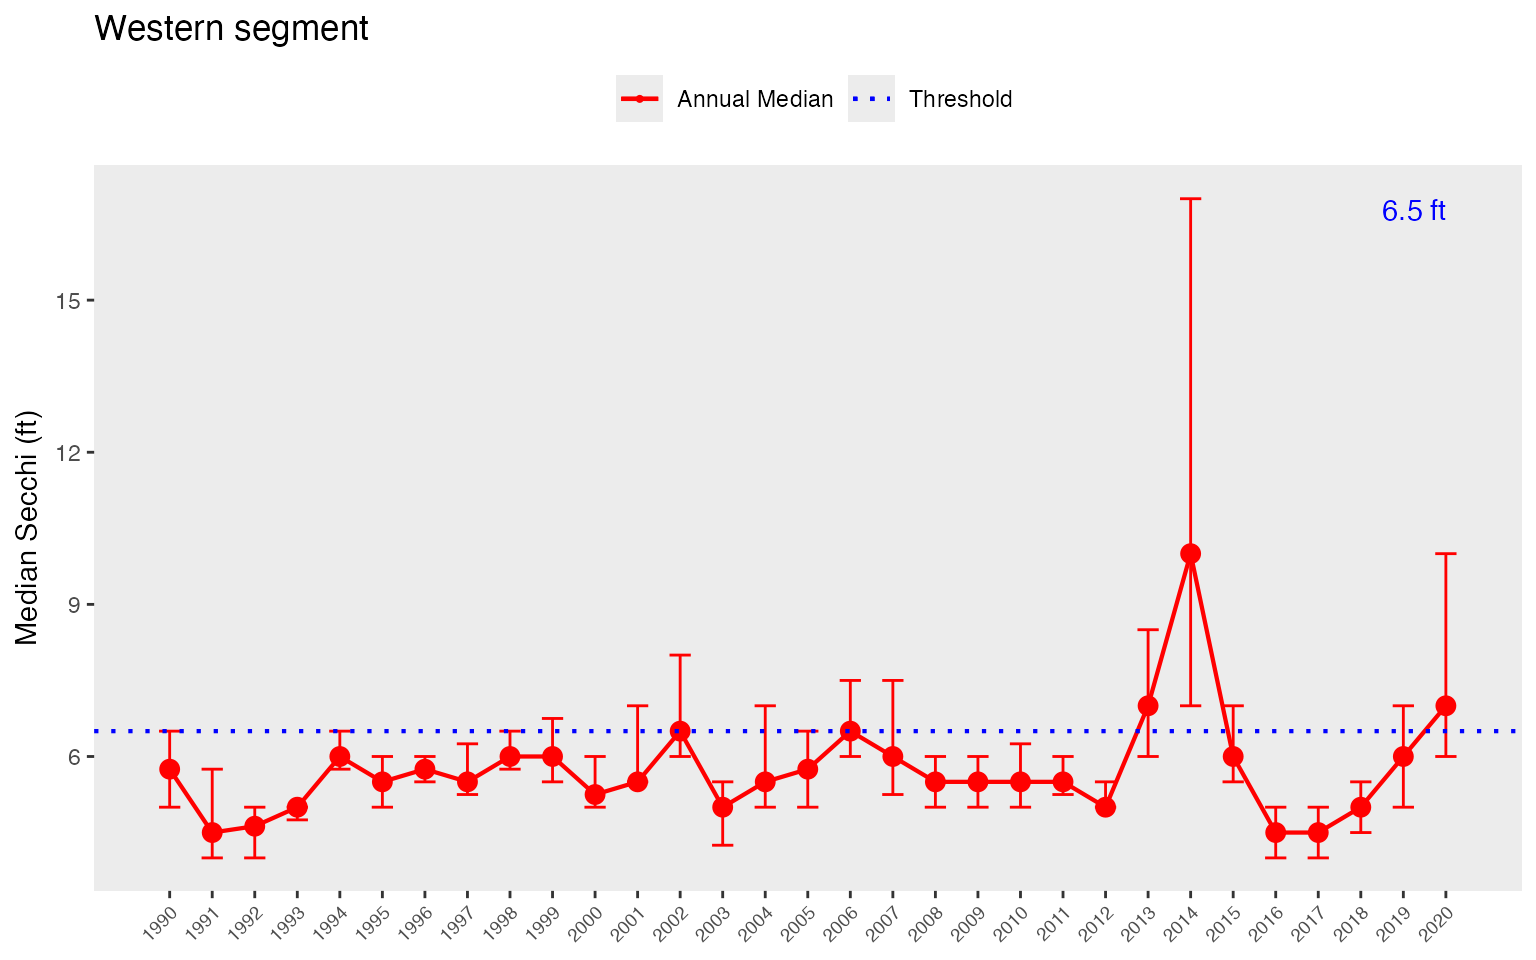 Western segment
Annual Median Threshold
6.5 ft
15
12
9
6
Median Secchi (ft)
1990 1991 1992 1993 1994 1995 1996 1997 1998 1999 2000 2001 2002 2003 2004 2005 2006 2007 2008 2009 2010 2011 2012 2013 2014 2015 2016 2017 2018 2019 2020